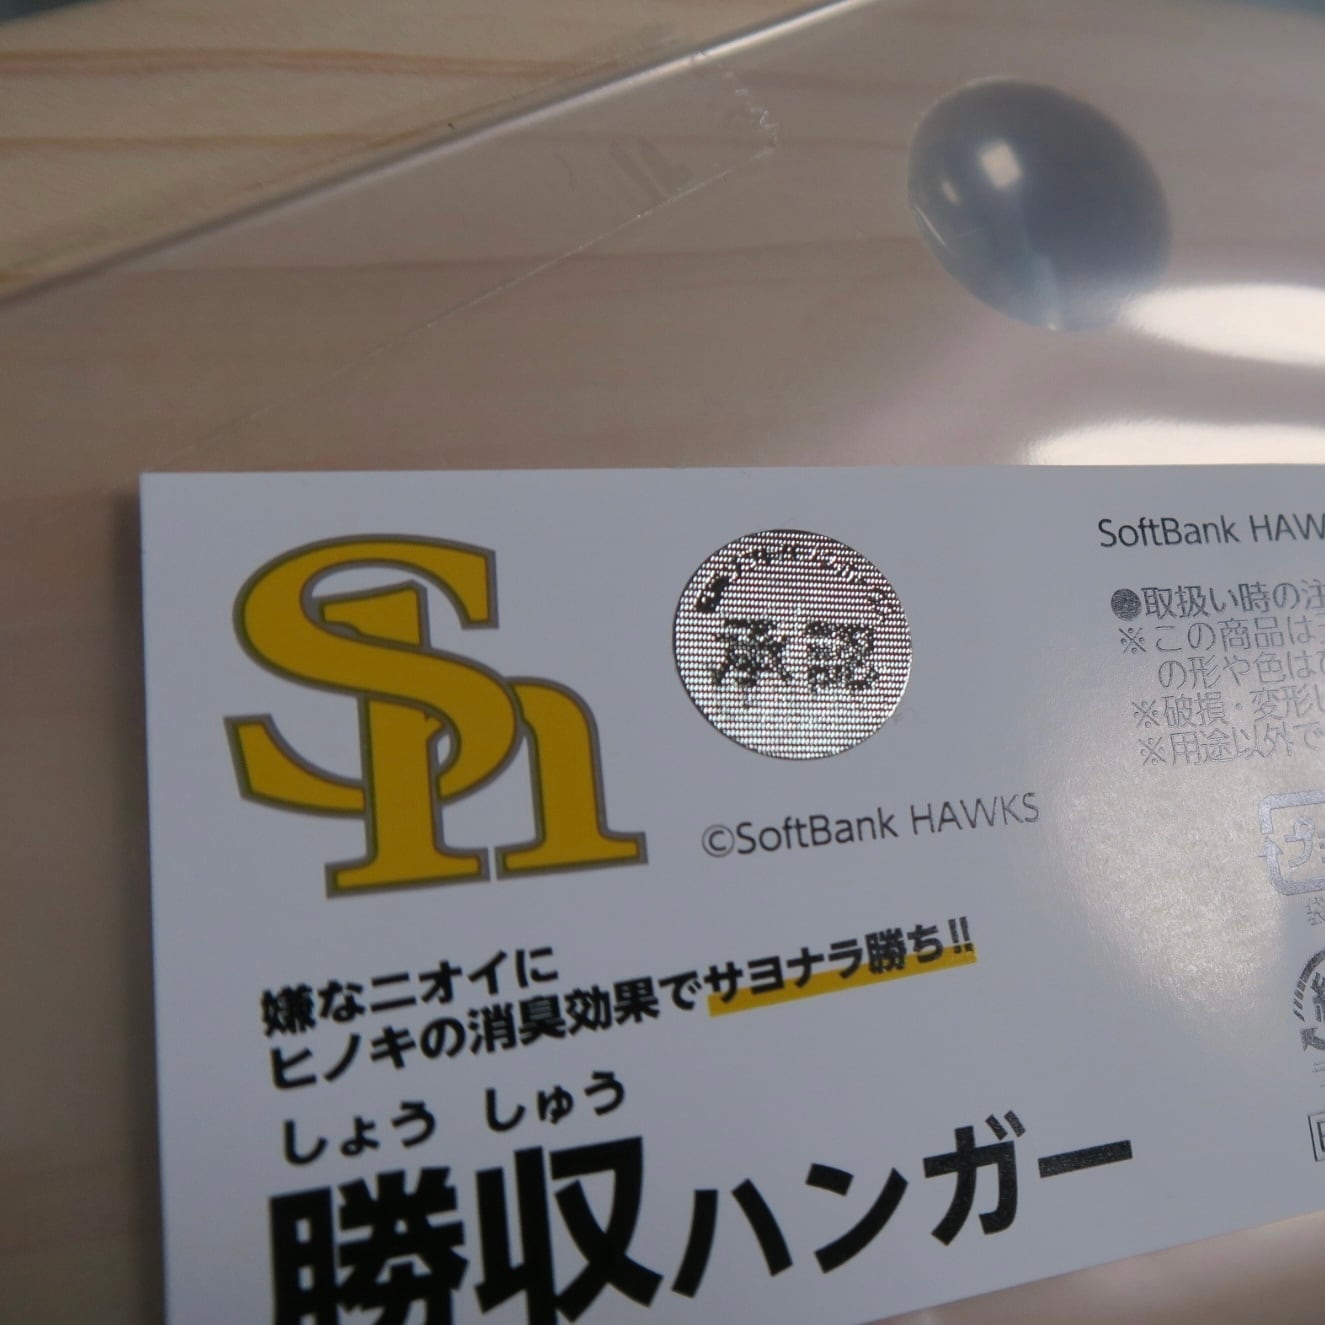 Sh
承認
©SoftBank HAWKS
嫌なニオイに
ヒノキの消臭効果でサヨナラ勝ち!!
しょう しゅう
勝収ハンガー
SoftBank HAW
●取扱い時の注
※この商品は
の形や色は
※破損・変形し
※用途以外で